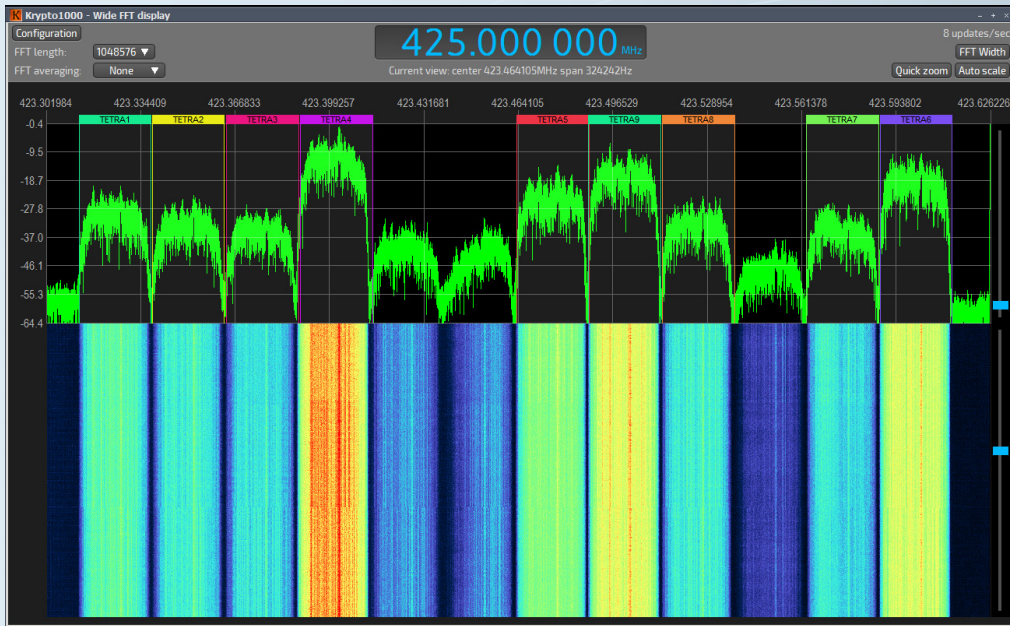 K Krypto1000 - Wide FFT display
Configuration
FFT length: 1048576
FFT averaging: None
425.000 000 MHz
Current view: center 423.464105MHz span 324242Hz
8 updates/sec
FFT Width
Quick zoom Auto scale
423.301984 423.334409 423.366833 423.399257 423.431681 423.464105 423.496529 423.528954 423.561378 423.593802 423.626226
TETRA1 TETRA2 TETRA3 TETRA4 TETRA5 TETRA9 TETRA8 TETRA7 TETRA6
-0.4
-9.5
-18.7
-27.8
-37.0
-46.1
-55.3
-64.4